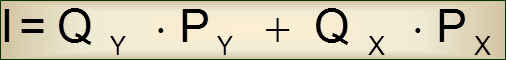 I = Q Y · P Y + Q X · P X